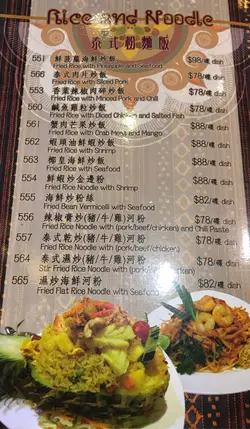 Rice and Noodle
泰式粉麵飯
561 鮮菠蘿海鮮炒飯 $98/碟 dish
Fried Rice with Pineapple and Seafood
566 泰式肉片炒飯 $78/碟 dish
Fried Rice with Sliced Pork
553 香葉辣椒肉碎炒飯 $78/碟 dish
Fried Rice with Minced Pork and Chili
560 鹹魚雞粒炒飯 $78/碟 dish
Fried Rice with Diced Chicken and Salted Fish
561 蟹肉芒果炒飯 $88/碟 dish
Fried Rice with Crab Meat and Mango
562 蝦頭油鮮蝦炒飯 $82/碟 dish
Fried Rice with Shrimp
563 椰皇海鮮炒飯 $88/碟 dish
Fried Rice with Seafood
554 鮮蝦炒金邊粉 $78/碟 dish
Fried Rice Noodle with Shrimp
555 海鮮炒粉絲 $82/碟 dish
Fried Bean Vermicelli with Seafood
556 辣椒膏炒(豬/牛/雞)河粉 $78/碟 dish
Fried Rice Noodle with (pork/beef/chicken) and Chili Paste
557 泰式乾炒(豬/牛/雞)河粉 $78/碟 dish
Fried Rice Noodle with (pork/beef/chicken)
564 泰式濕炒(豬/牛/雞)河粉 $78/碟 dish
Stir Fried Rice Noodle with (pork/ chicken)
565 濕炒海鮮河粉 $82/碟 dish
Fried Flat Rice Noodle with Seafood